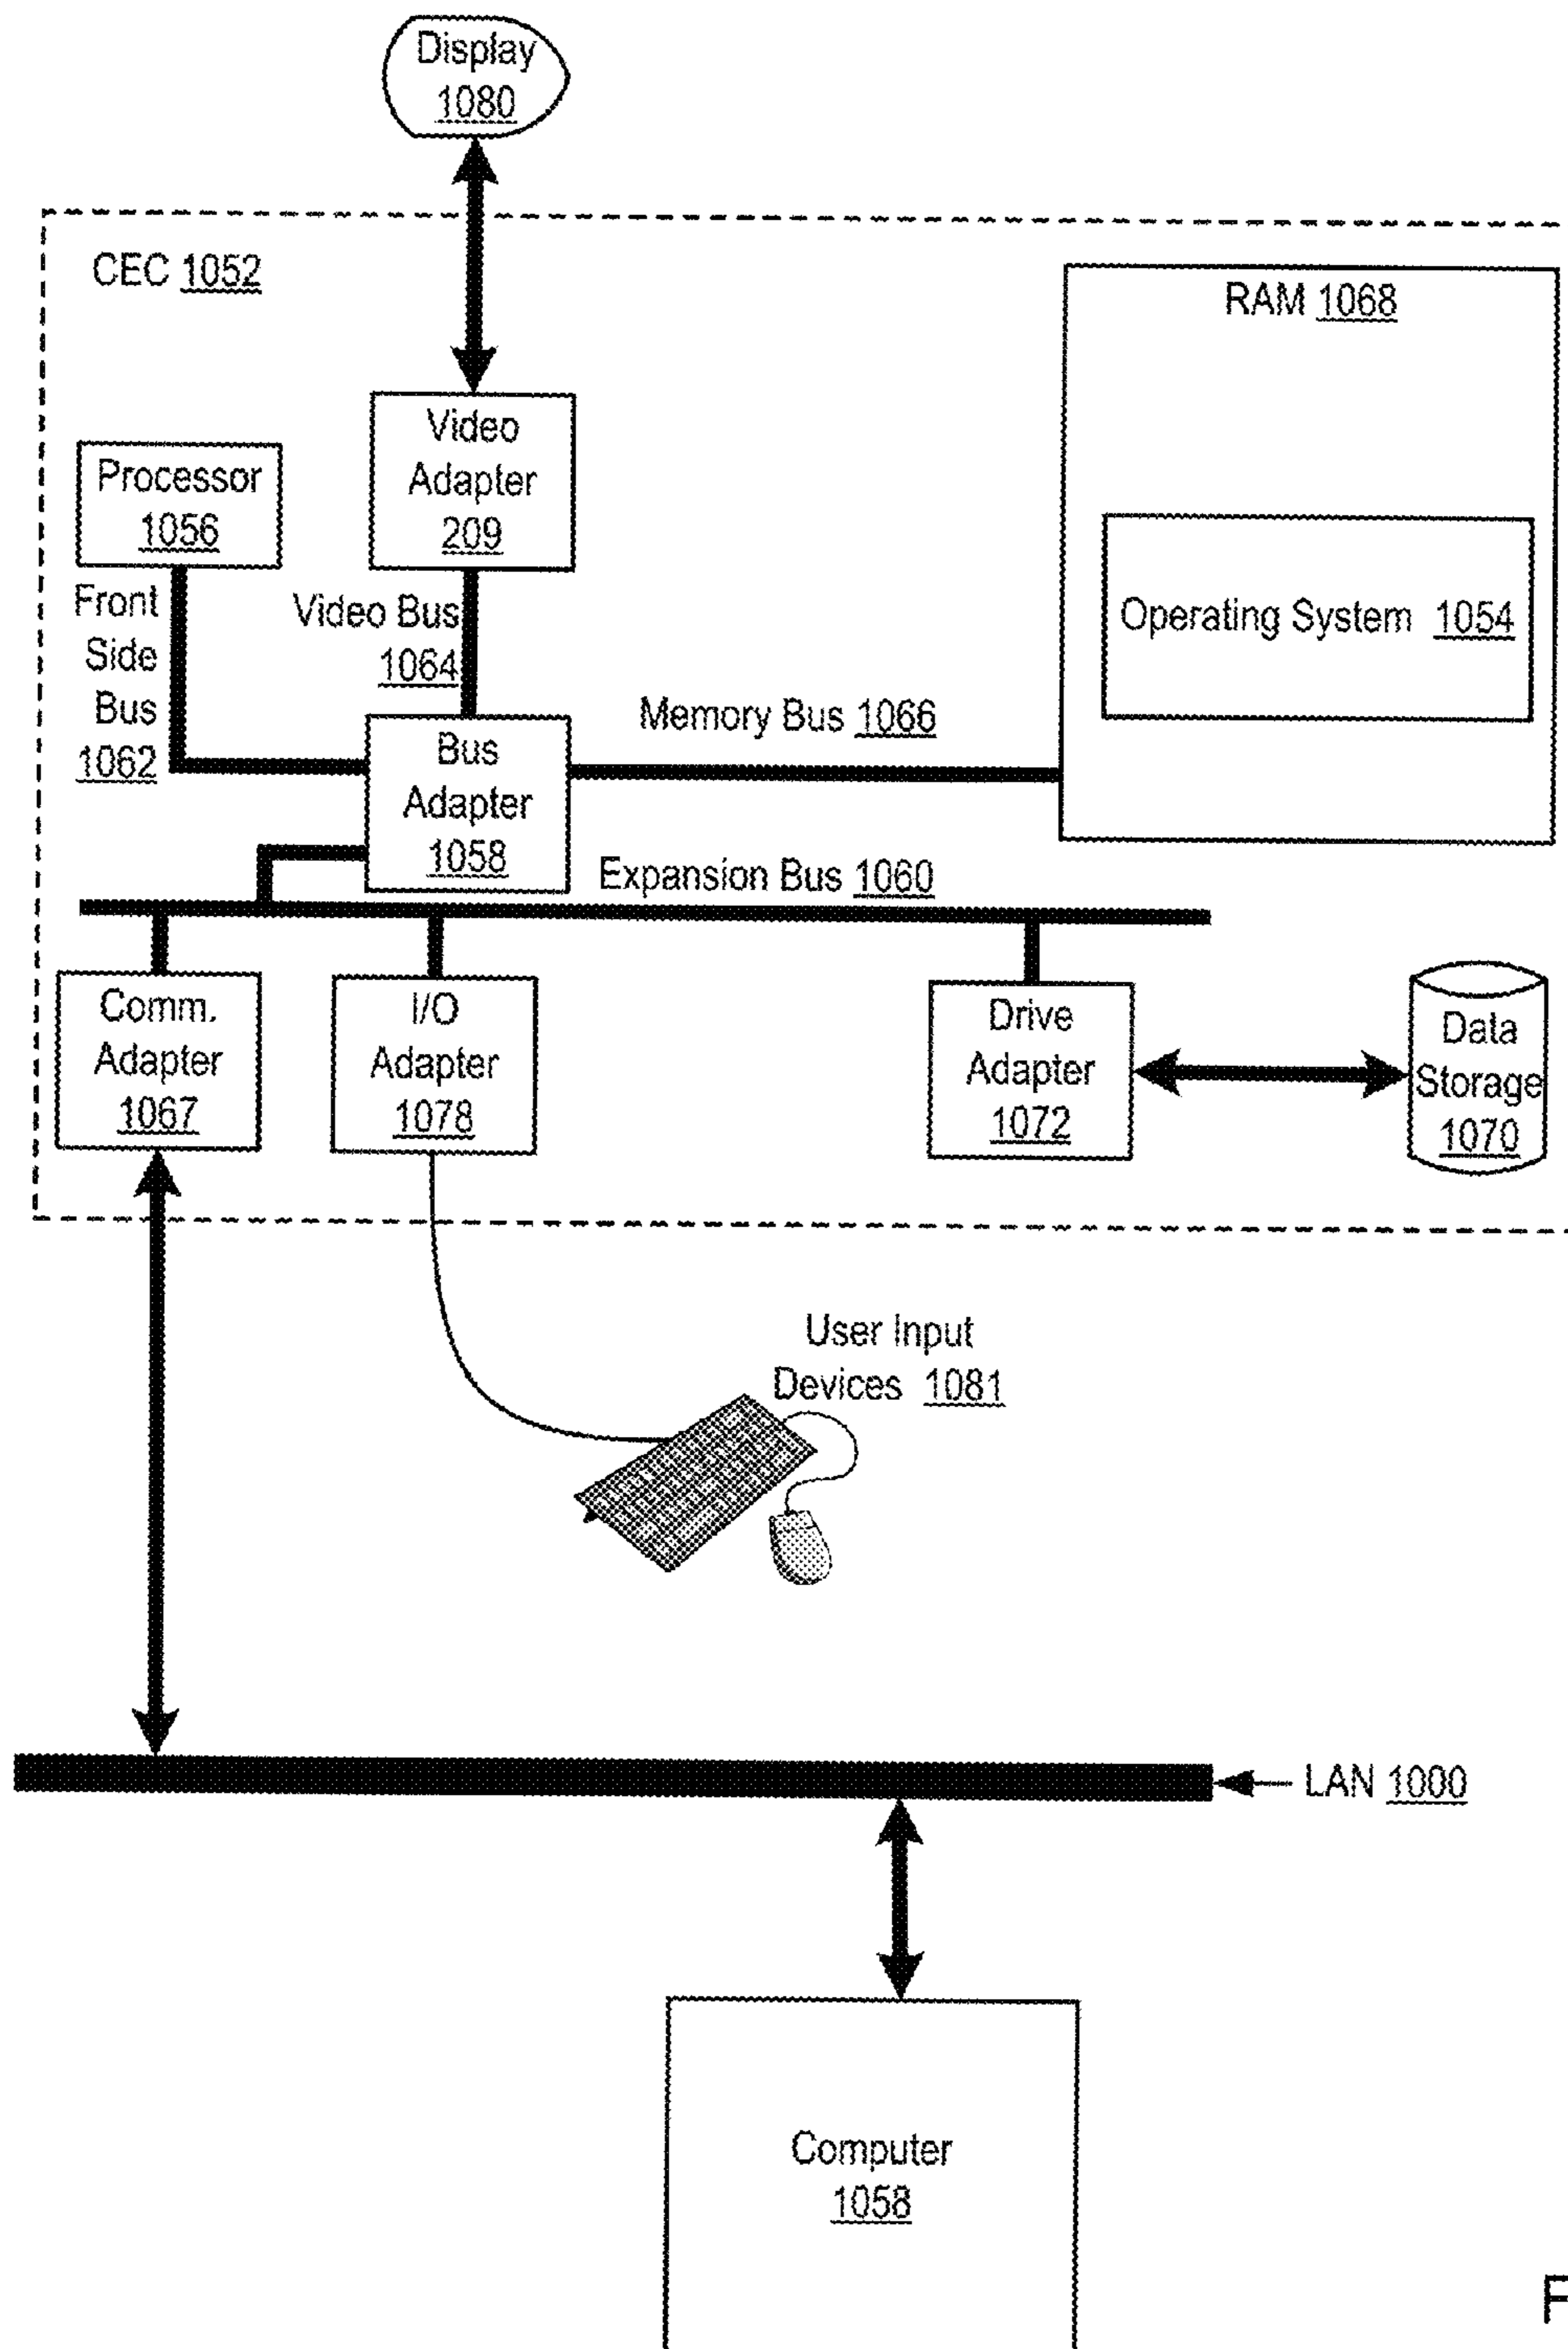 Display
1080
CEC 1052
RAM 1068
Video
Adapter
209
Processor
1056
Operating System 1054
Front
Side
Bus
1062
Video Bus
1064
Memory Bus 1066
Bus
Adapter
1058
Expansion Bus 1060
Comm.
Adapter
1067
I/O
Adapter
1078
Drive
Adapter
1072
Data
Storage
1070
User Input
Devices 1081
LAN 1000
Computer
1058
F